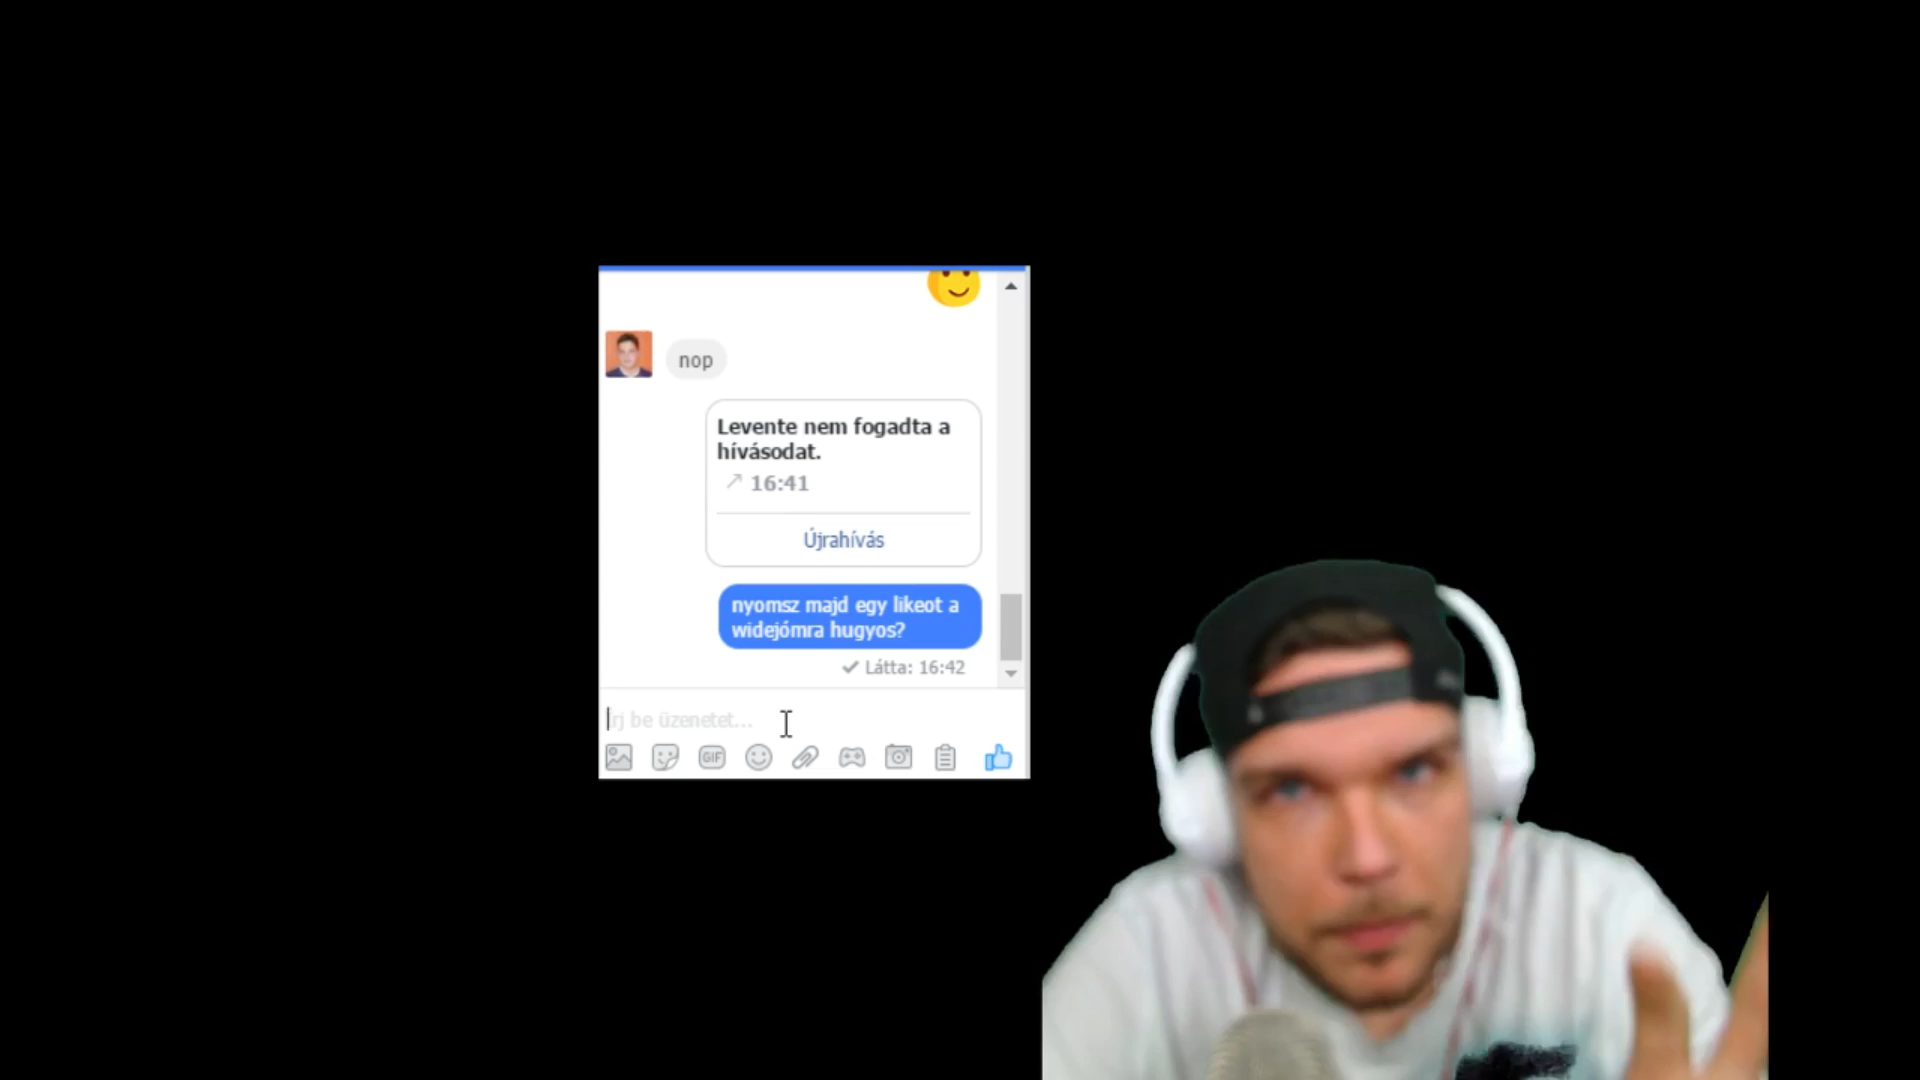 nop
Levente nem fogadta a
hívásodat.
16:41
Újrahívás
nyomsz majd egy likeot a
widejómra hugyos?
Látta: 16:42
Írj be üzenetet...
GIF